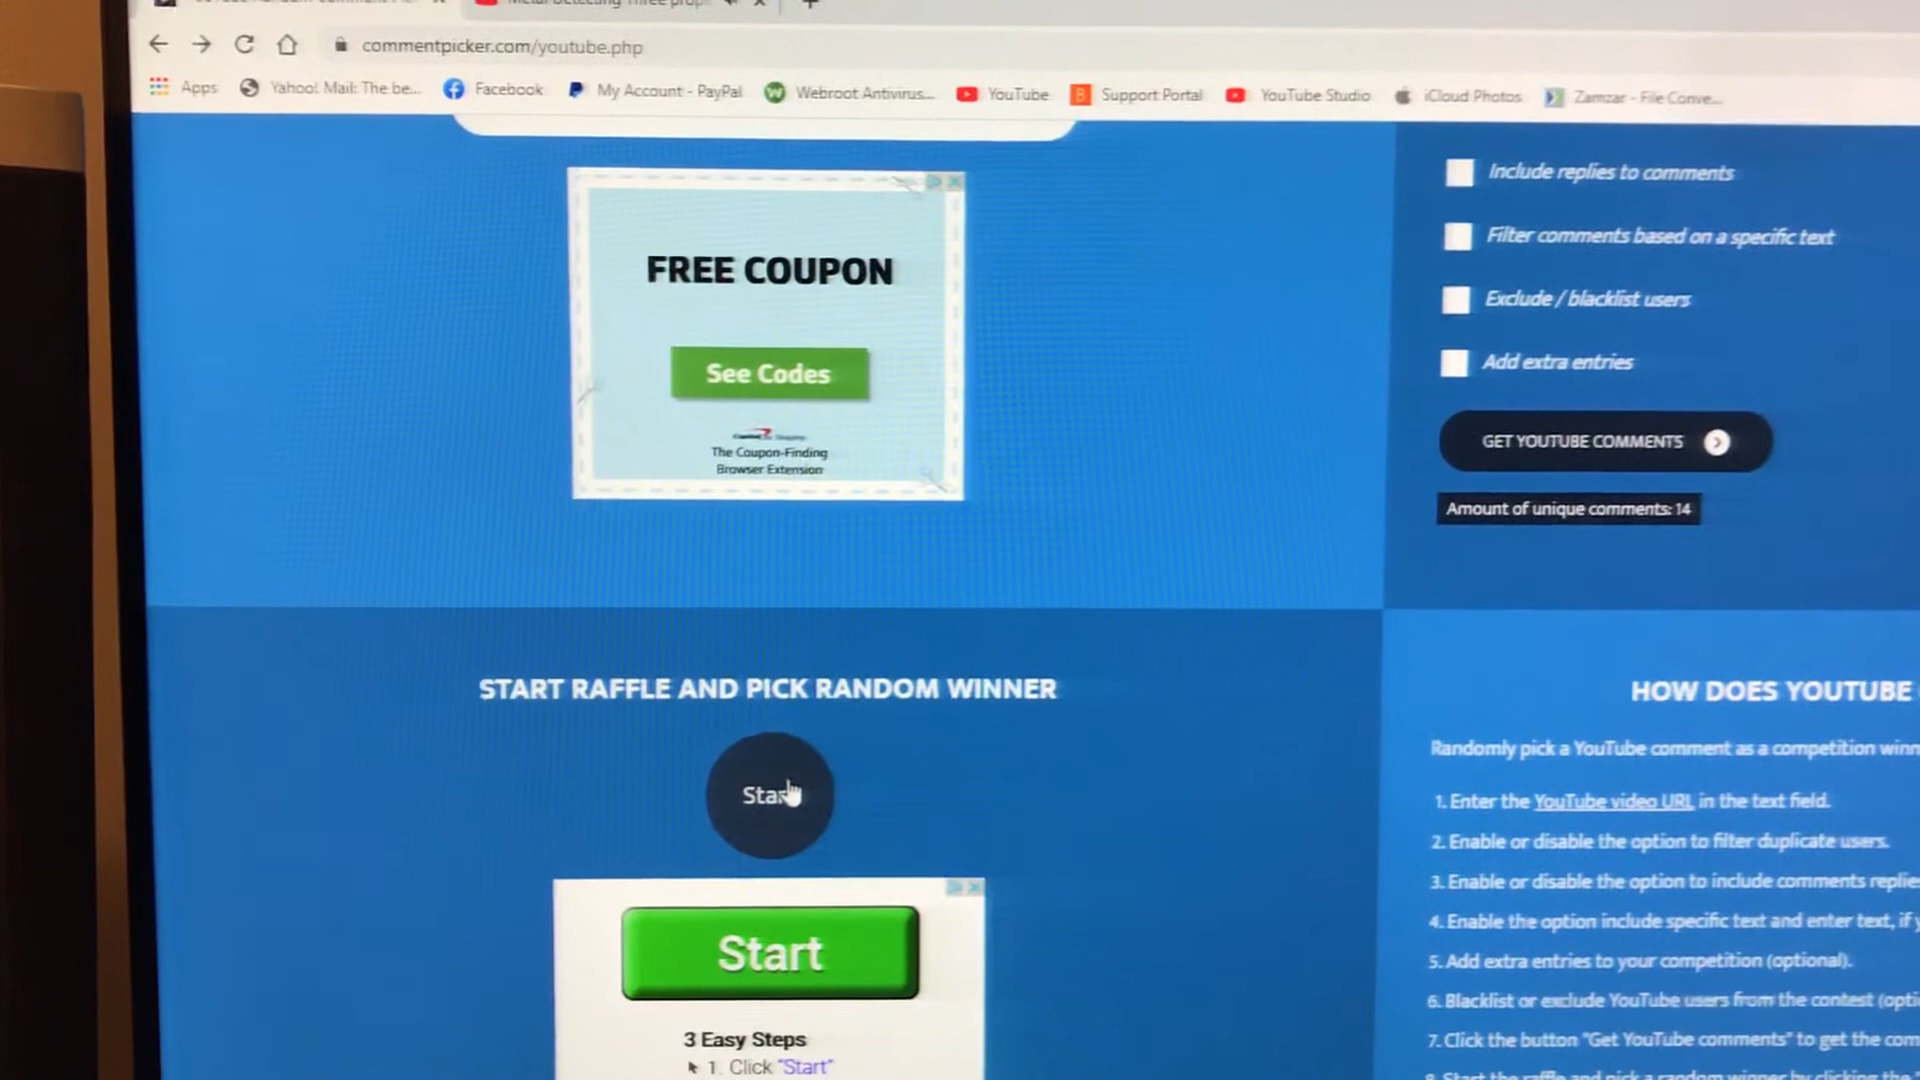 commentpicker.com/youtube.php
Apps
Yahoo! Mail: The be...
Facebook
My Account - PayPal
Webroot Antivirus...
YouTube
Support Portal
YouTube Studio
iCloud Photos
Zamzar - File Conve...
FREE COUPON
See Codes
The Coupon-Finding
Browser Extension
Include replies to comments
Filter comments based on a specific text
Exclude / blacklist users
Add extra entries
GET YOUTUBE COMMENTS
Amount of unique comments: 14
START RAFFLE AND PICK RANDOM WINNER
Start
Start
3 Easy Steps
1. Click "Start"
HOW DOES YOUTUBE
Randomly pick a YouTube comment as a competition winn
1. Enter the YouTube video URL in the text field.
2. Enable or disable the option to filter duplicate users.
3. Enable or disable the option to include comments replie
4. Enable the option include specific text and enter text, if y
5. Add extra entries to your competition (optional).
6. Blacklist or exclude YouTube users from the contest (opti
7. Click the button "Get YouTube comments" to get the com